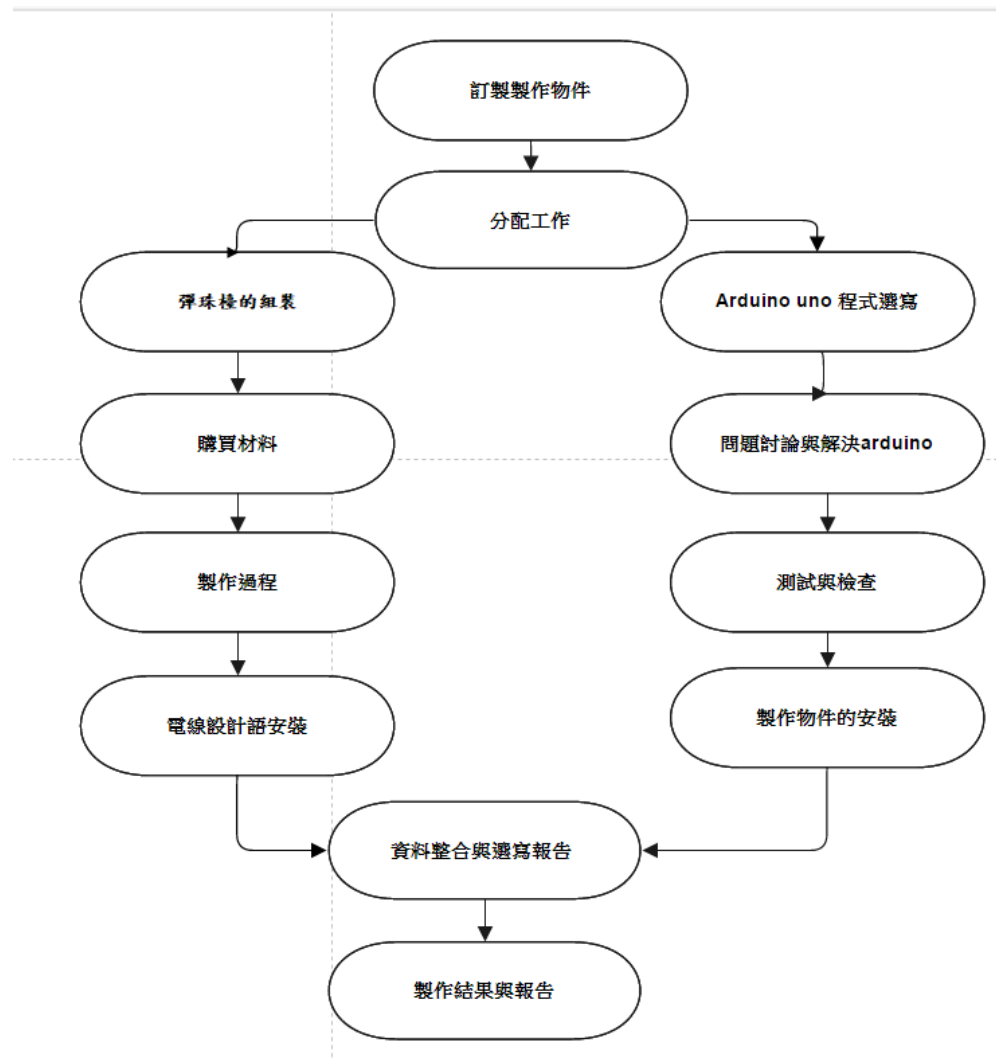 訂製製作物件
分配工作
彈珠檯的組裝
Arduino uno 程式選寫
購買材料
問題討論與解決arduino
製作過程
測試與檢查
電線設計語安裝
製作物件的安裝
資料整合與選寫報告
製作結果與報告